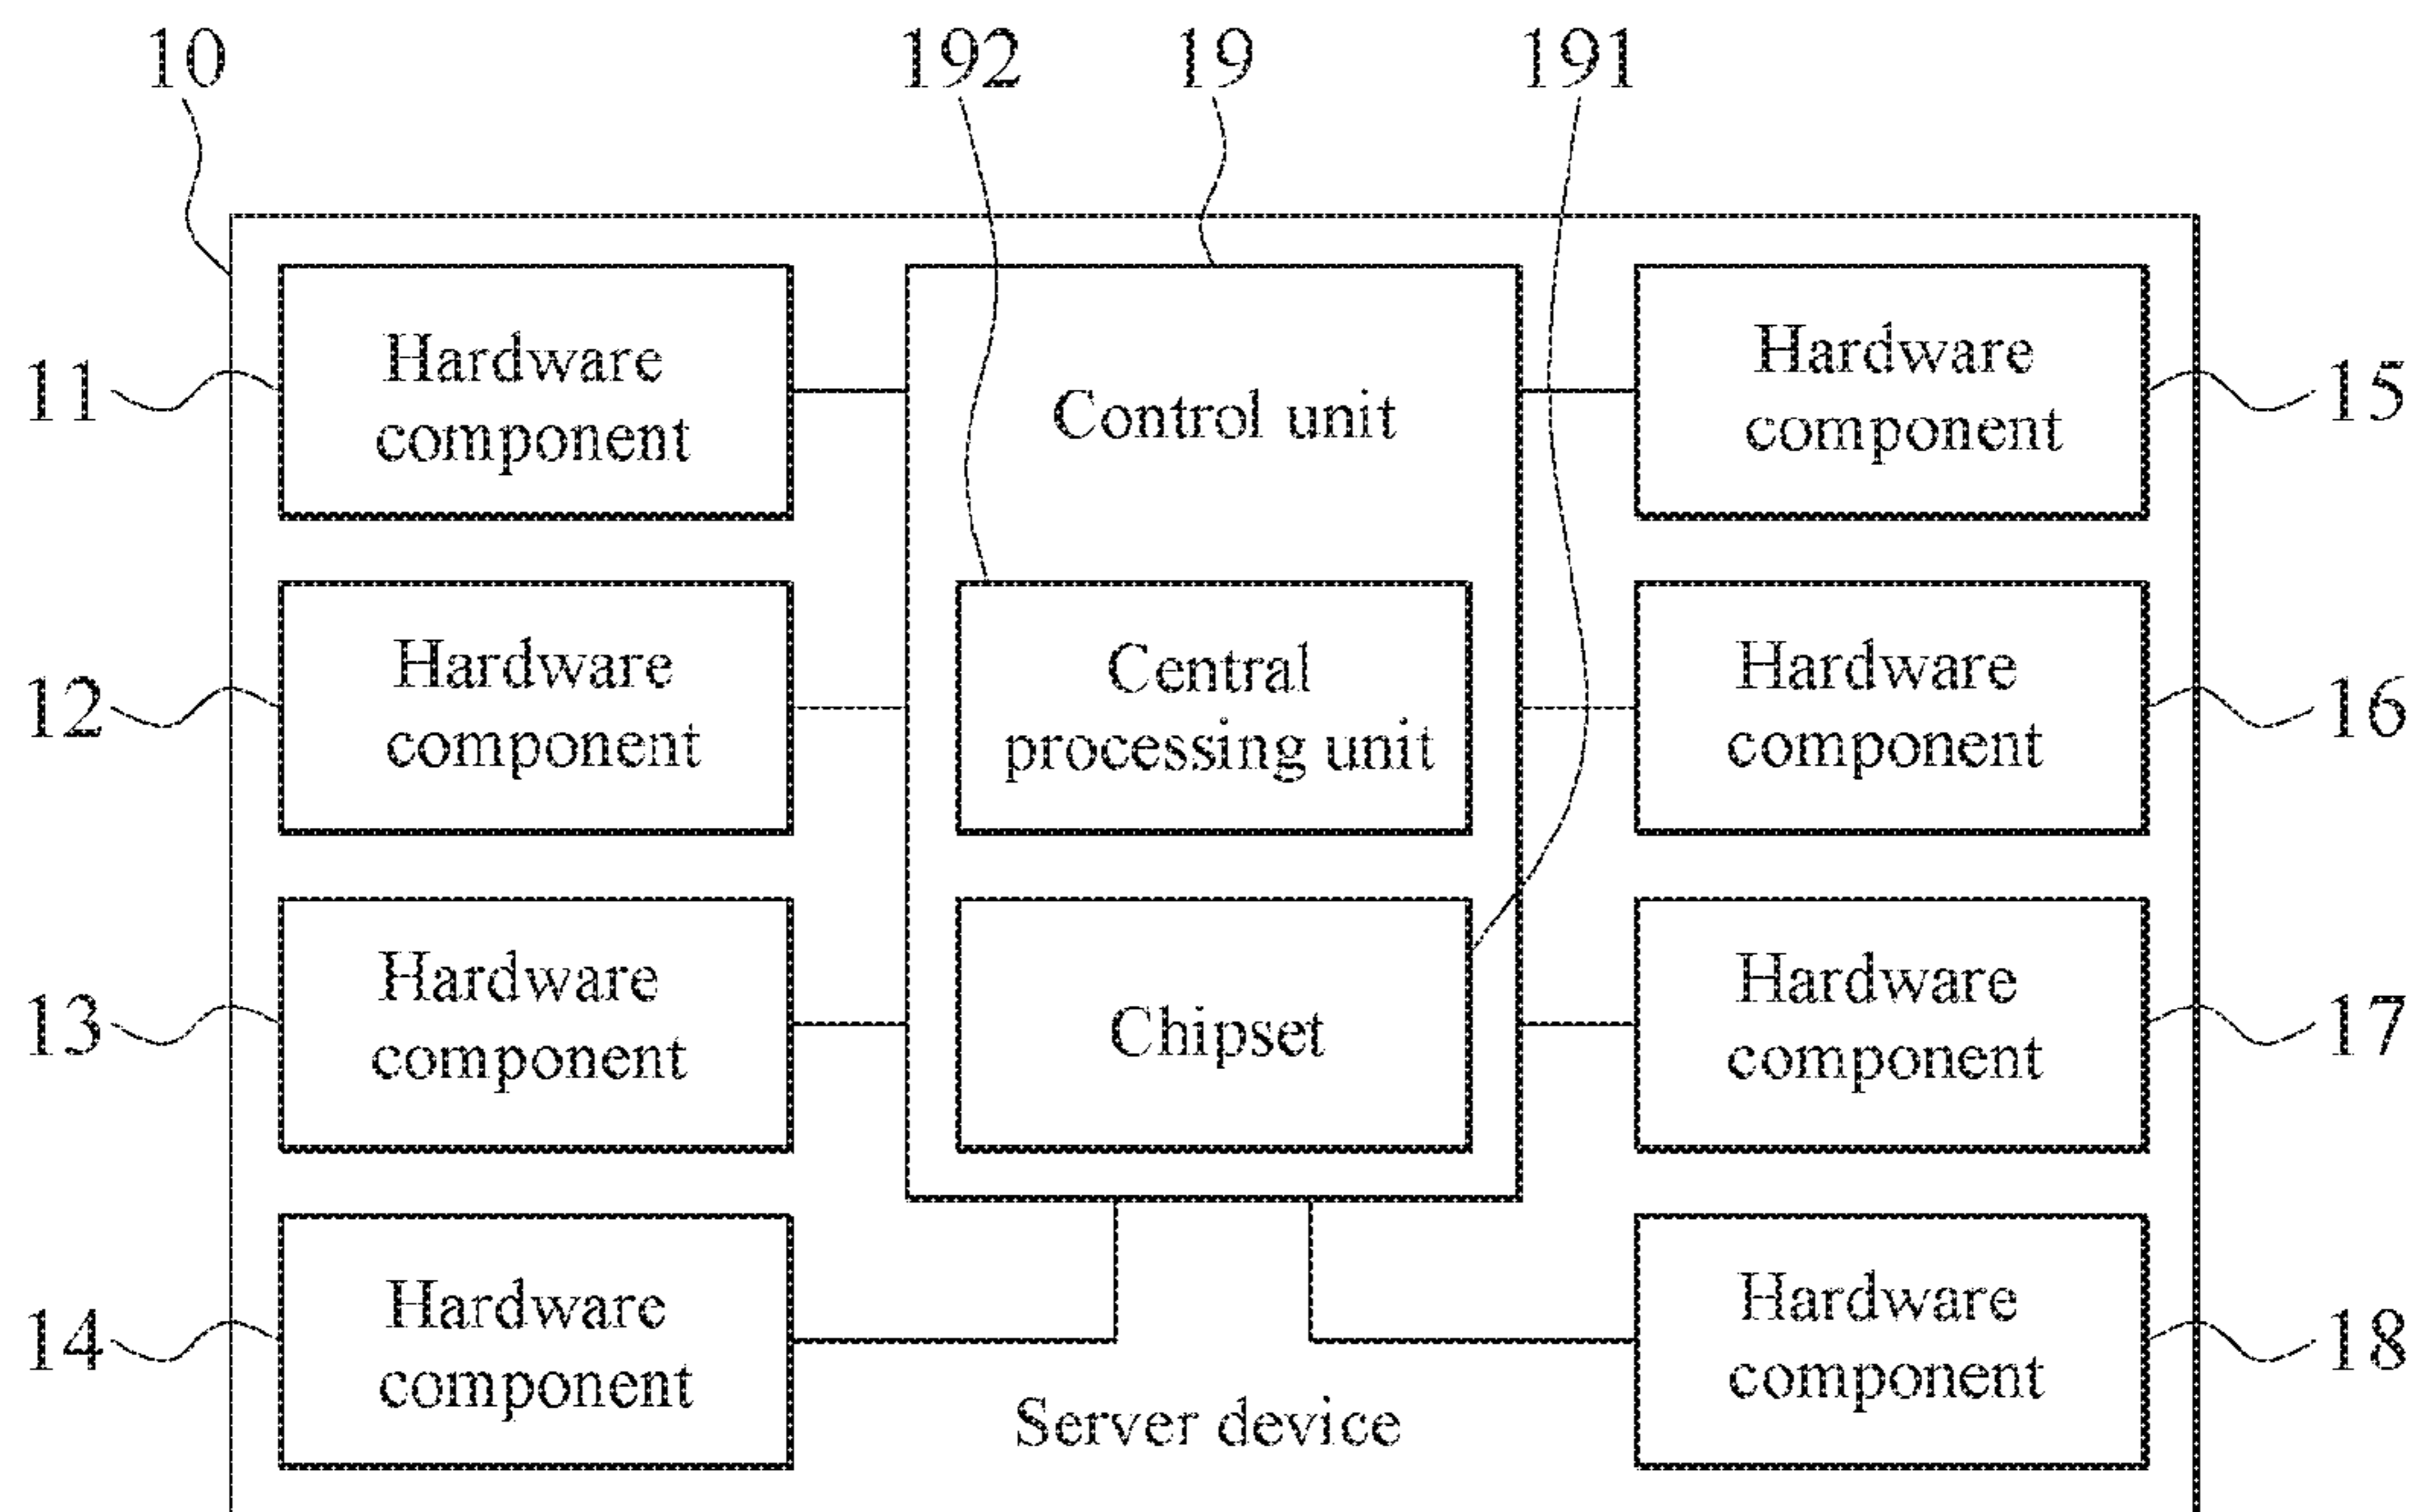 10
192
19
191
11
Hardware
component
Control unit
Hardware
component
15
12
Hardware
component
Central
processing unit
Hardware
component
16
13
Hardware
component
Chipset
Hardware
component
17
14
Hardware
component
Server device
Hardware
component
18